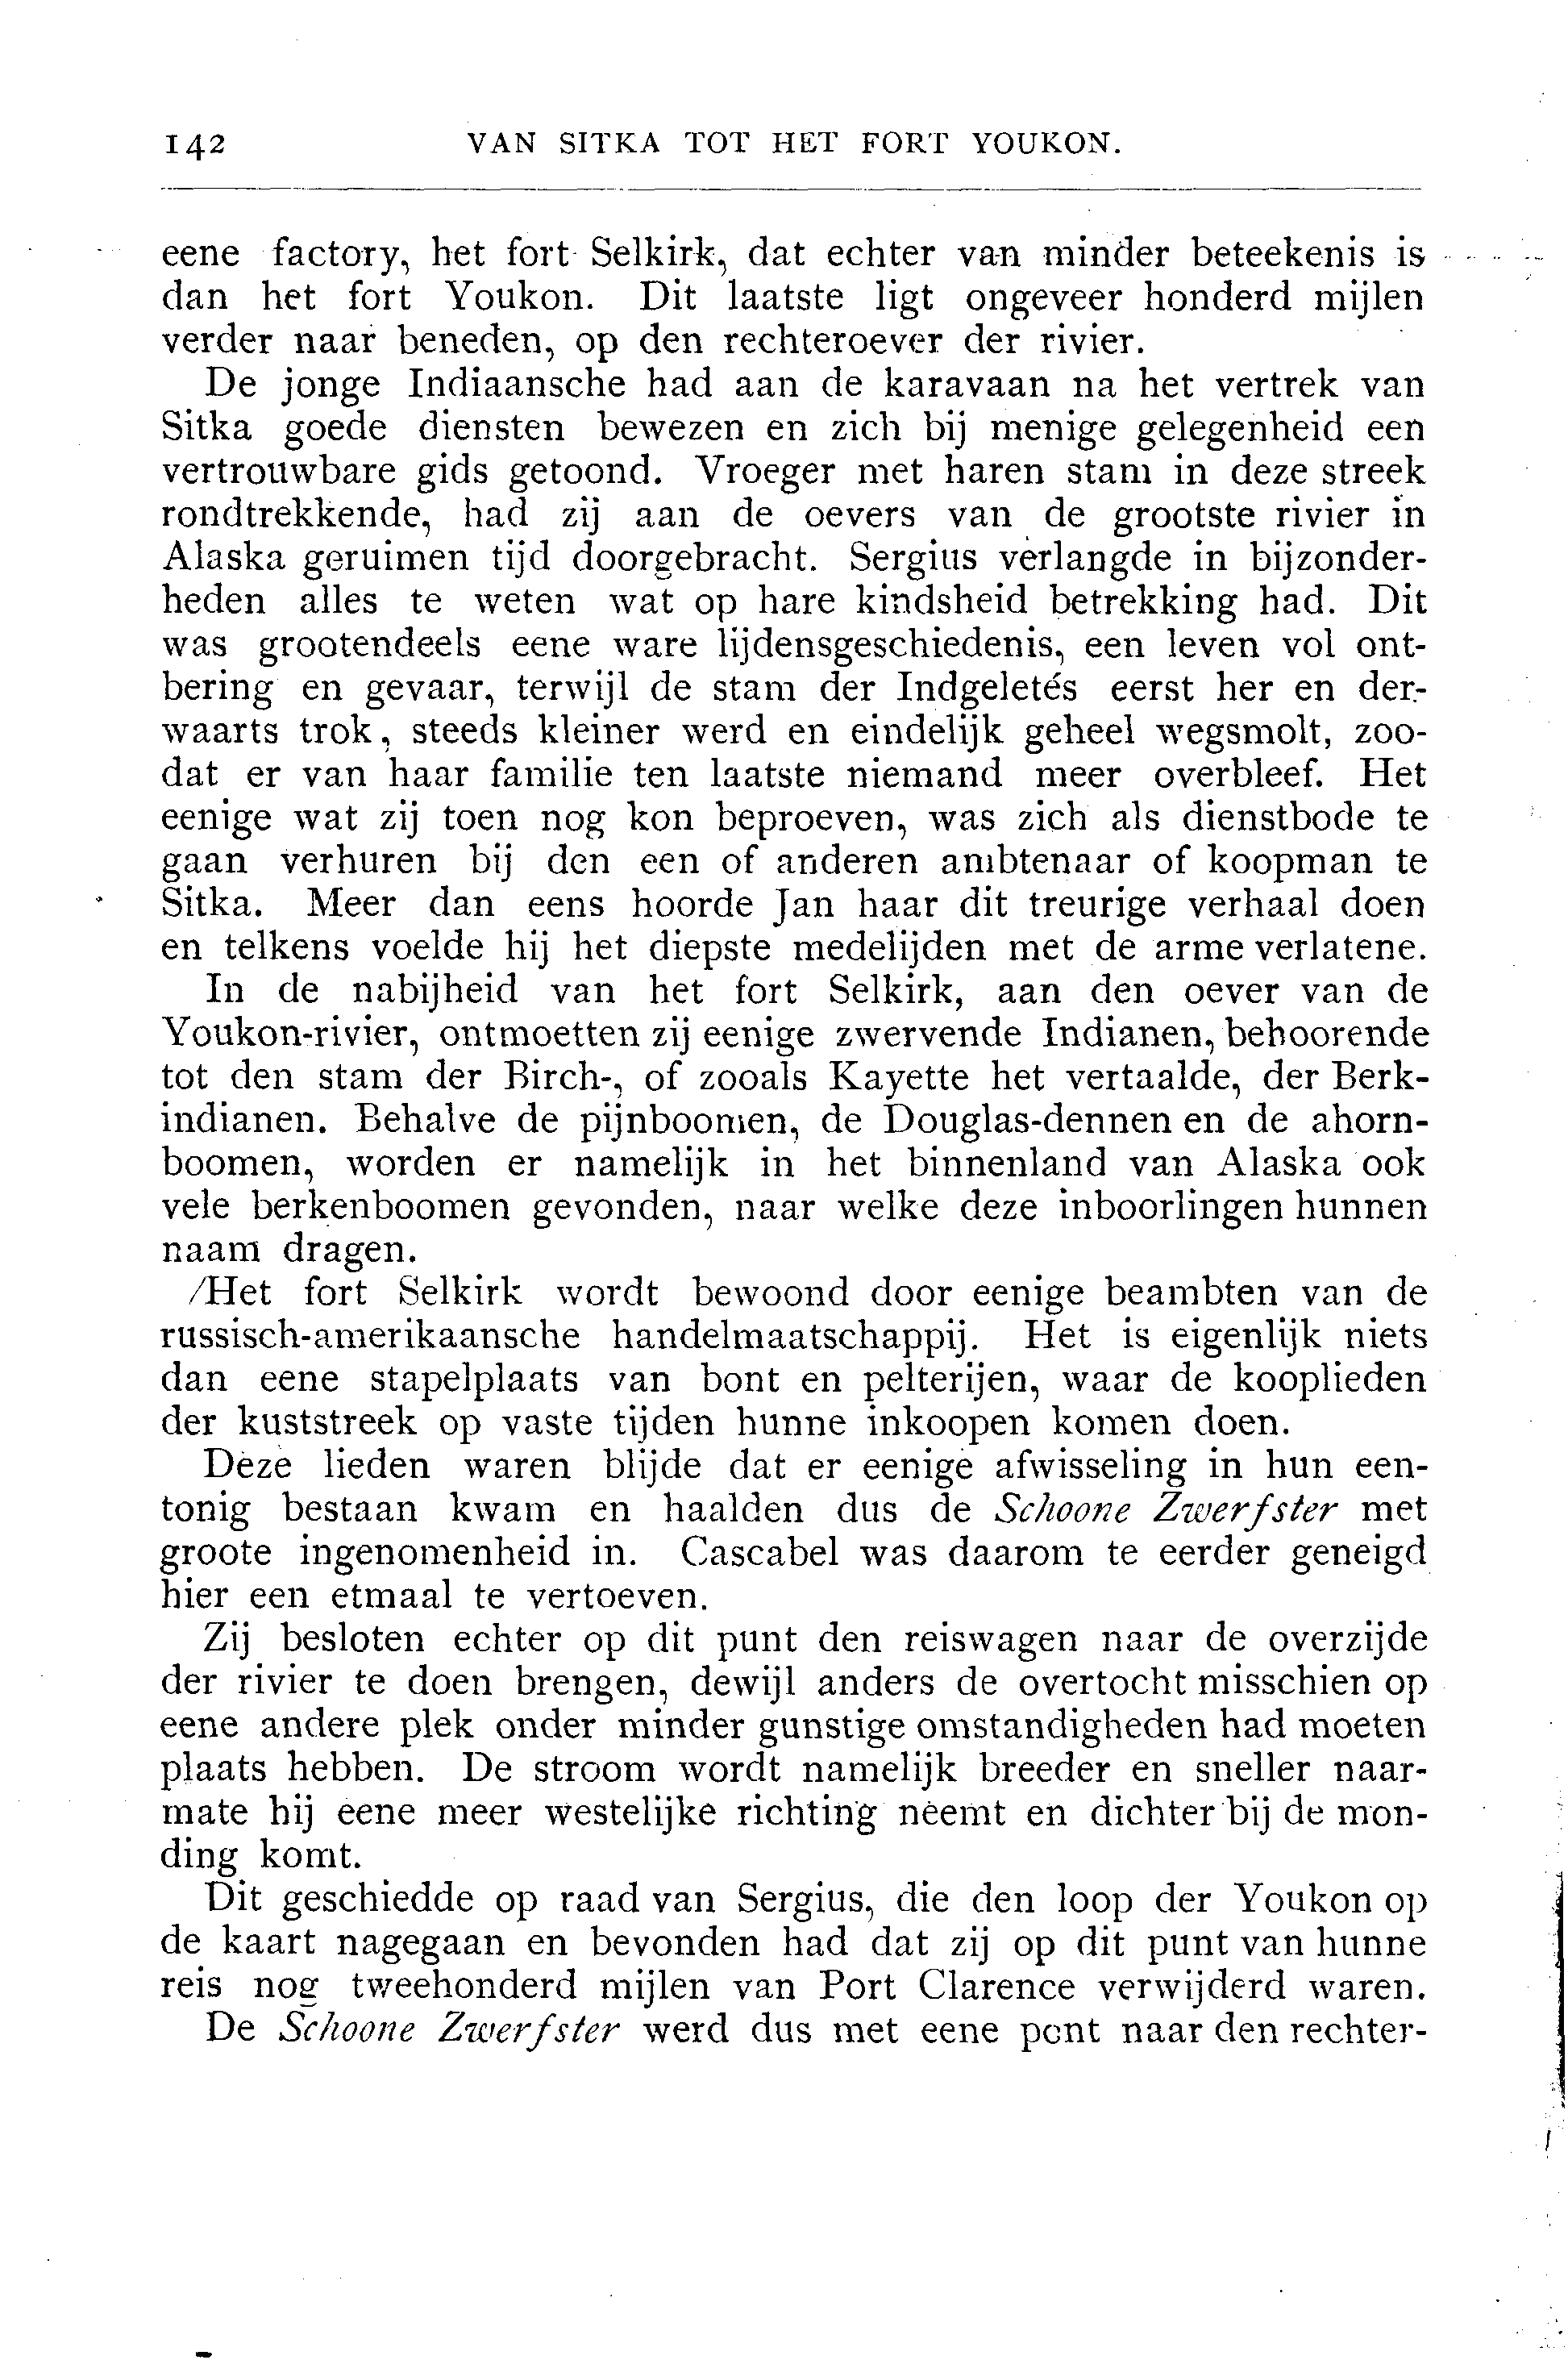 142 VAN SITKA TOT HET FORT YOUKON.
eene factory, het fort Selkirk, dat echter van minder beteekenis is
dan het fort Youkon. Dit laatste ligt ongeveer honderd mijlen
verder naar beneden, op den rechteroever der rivier.
De jonge Indiaansche had aan de karavaan na het vertrek van
Sitka goede diensten bewezen en zich bij menige gelegenheid een
vertrouwbare gids getoond. Vroeger met haren stam in deze streek
rondtrekkende, had zij aan de oevers van de grootste rivier in
Alaska geruimen tijd doorgebracht. Sergius verlangde in bijzonder-
heden alles te weten wat op hare kindsheid betrekking had. Dit
was grootendeels eene ware lijdensgeschiedenis, een leven vol ont-
bering en gevaar, terwijl de stam der Indgeletés eerst her en der-
waarts trok, steeds kleiner werd en eindelijk geheel wegsmolt, zoo-
dat er van haar familie ten laatste niemand meer overbleef. Het
eenige wat zij toen nog kon beproeven, was zich als dienstbode te
gaan verhuren bij den een of anderen ambtenaar of koopman te
Sitka. Meer dan eens hoorde Jan haar dit treurige verhaal doen
en telkens voelde hij het diepste medelijden met de arme verlatene.
In de nabijheid van het fort Selkirk, aan den oever van de
Youkon-rivier, ontmoetten zij eenige zwervende Indianen, behoorende
tot den stam der Birch-, of zooals Kayette het vertaalde, der Berk-
indianen. Behalve de pijnboomen, de Douglas-dennen en de ahorn-
boomen, worden er namelijk in het binnenland van Alaska ook
vele berkenboomen gevonden, naar welke deze inboorlingen hunnen
naam dragen.
/Het fort Selkirk wordt bewoond door eenige beambten van de
russisch-amerikaansche handelmaatschappij. Het is eigenlijk niets
dan eene stapelplaats van bont en pelterijen, waar de kooplieden
der kuststreek op vaste tijden hunne inkoopen komen doen.
Deze lieden waren blijde dat er eenige afwisseling in hun een-
tonig bestaan kwam en haalden dus de Schoone Zwerfster met
groote ingenomenheid in. Cascabel was daarom te eerder geneigd
hier een etmaal te vertoeven.
Zij besloten echter op dit punt den reiswagen naar de overzijde
der rivier te doen brengen, dewijl anders de overtocht misschien op
eene andere plek onder minder gunstige omstandigheden had moeten
plaats hebben. De stroom wordt namelijk breeder en sneller naar-
mate hij eene meer westelijke richting neemt en dichter bij de mon-
ding komt.
Dit geschiedde op raad van Sergius, die den loop der Youkon op
de kaart nagegaan en bevonden had dat zij op dit punt van hunne
reis nog tweehonderd mijlen van Port Clarence verwijderd waren.
De Schoone Zwerfster werd dus met eene pont naar den rechter-